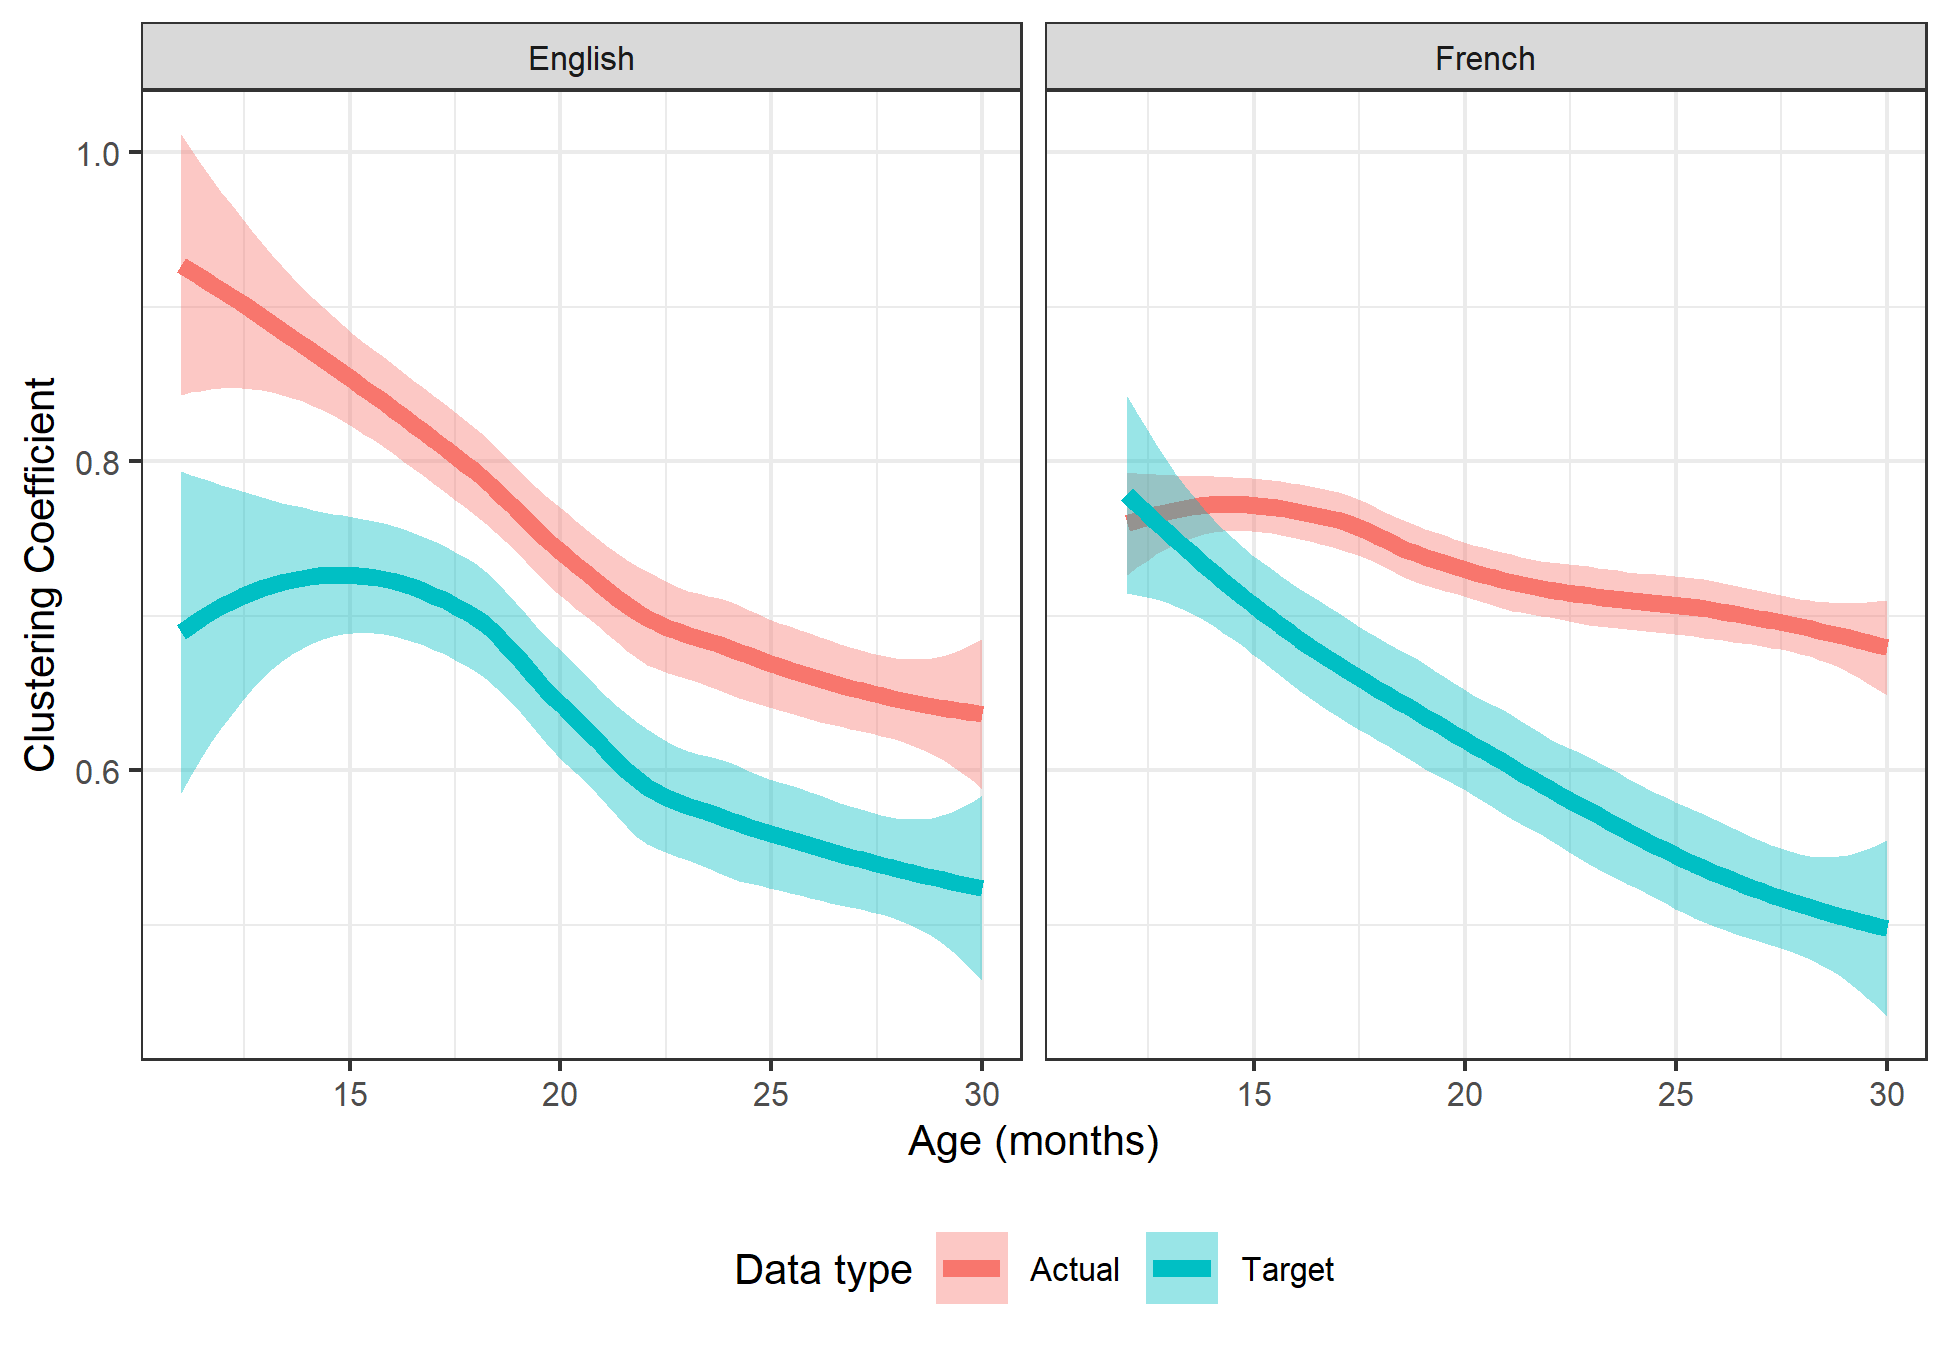 English
French
Clustering Coefficient
1.0
0.8
0.6
15 20 25 30
15 20 25 30
Age (months)
Data type Actual Target